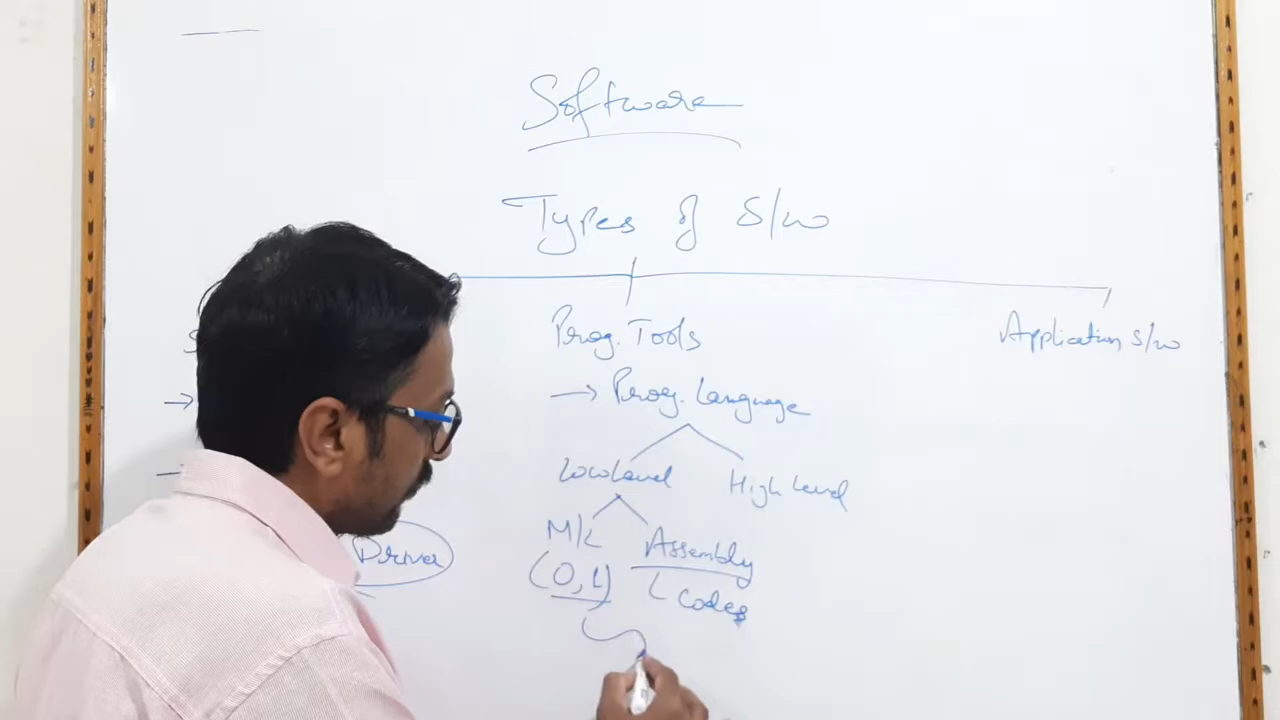 Software
Types of S/w
Prog. Tools
Application S/w
→ Prog. Language
Low Level
High Level
M/L
Assembly
(0,1)
Codes
Driver